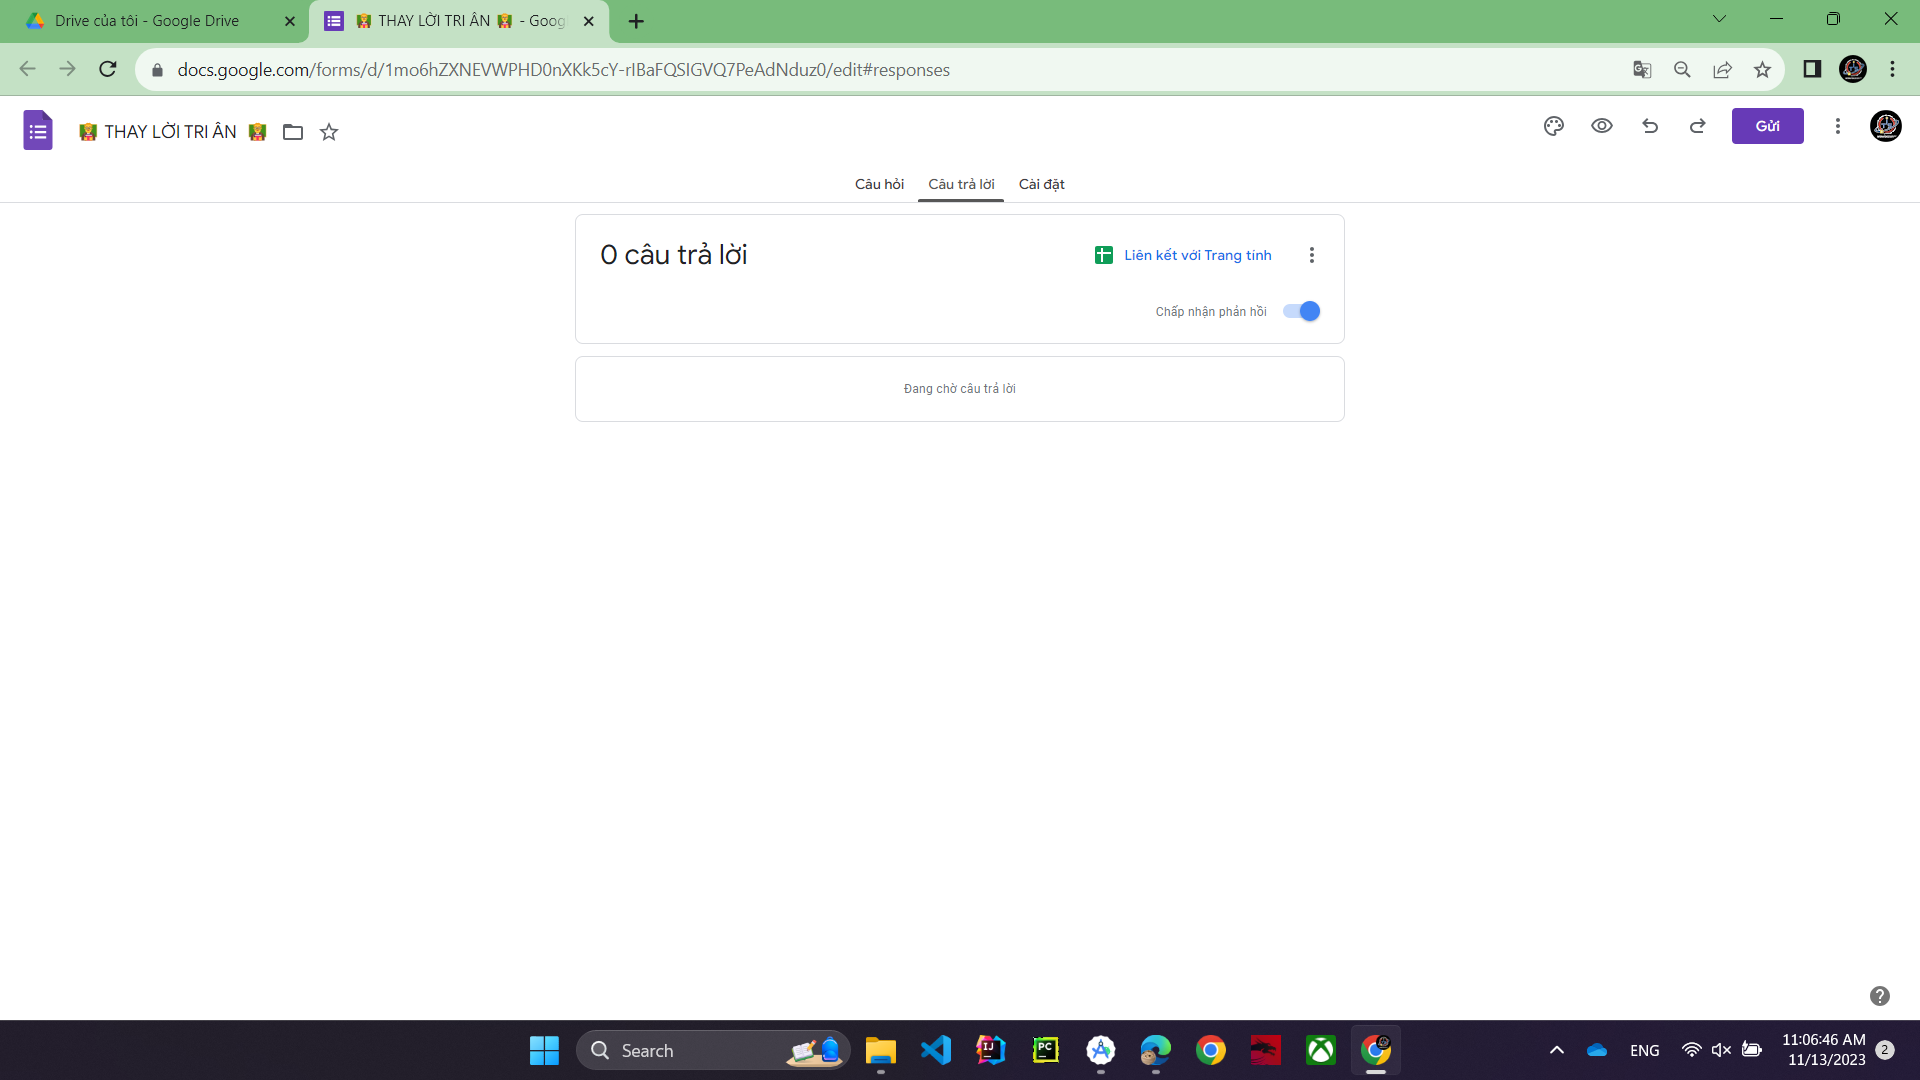 Drive của tôi - Google Drive
THAY LỜI TRI ÂN - Goog
docs.google.com/forms/d/1mo6hZXNEVWPHD0nXKk5cY-rIBaFQSIGVQ7PeAdNduz0/edit#responses
THAY LỜI TRI ÂN
Gửi
Câu hỏi Câu trả lời Cài đặt
0 câu trả lời
Liên kết với Trang tính
Chấp nhận phản hồi
Đang chờ câu trả lời
Search
IJ
PC
ENG
11:06:46 AM
11/13/2023
2